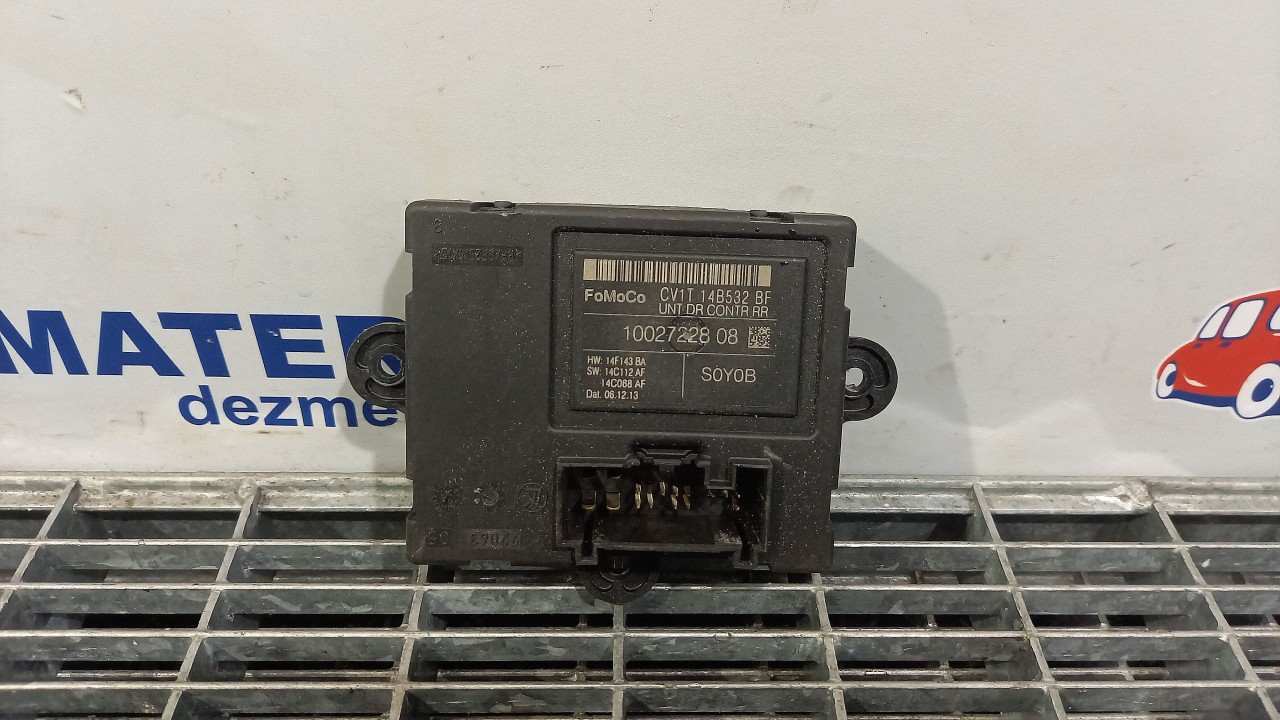 MATER
dezme
FoMoCo CV1T 14B532 BF
UNT DR CONTR RR
10027228 08
HW: 14F143 BA
SW: 14C112 AF
14C068 AF
Dat. 06.12.13
S0Y0B